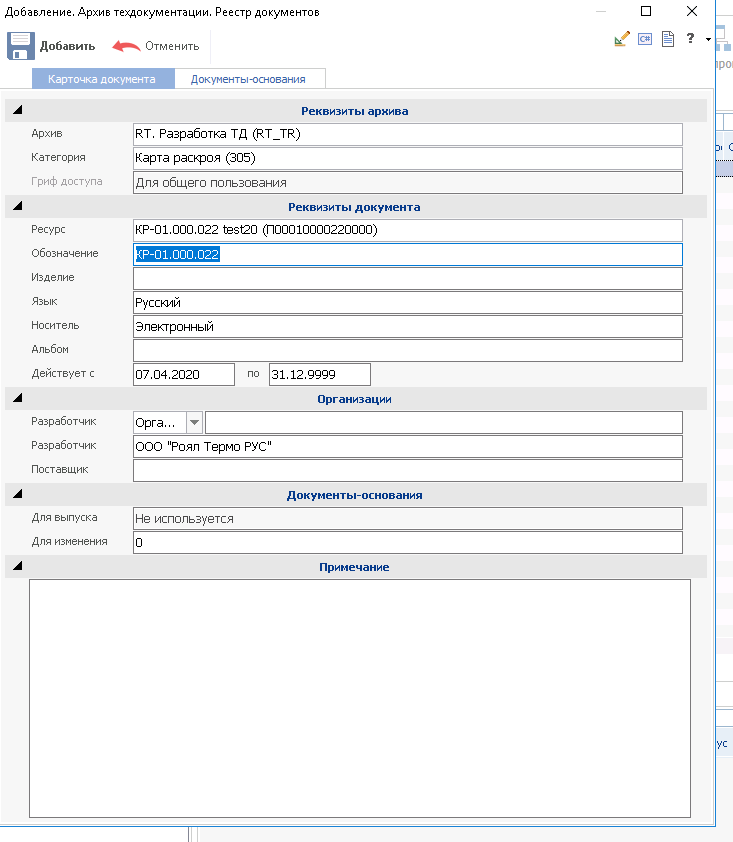 Добавление. Архив техдокументации. Реестр документов
Добавить Отменить
C# ?
Карточка документа Документы-основания
Реквизиты архива
Архив RT. Разработка ТД (RT_TR)
Категория Карта раскроя (305)
Гриф доступа Для общего пользования
Реквизиты документа
Ресурс КР-01.000.022 test20 (П00010000220000)
Обозначение КР-01.000.022
Изделие
Язык Русский
Носитель Электронный
Альбом
Действует с 07.04.2020 по 31.12.9999
Организации
Разработчик Орга...
Разработчик ООО "Роял Термо РУС"
Поставщик
Документы-основания
Для выпуска Не используется
Для изменения 0
Примечание